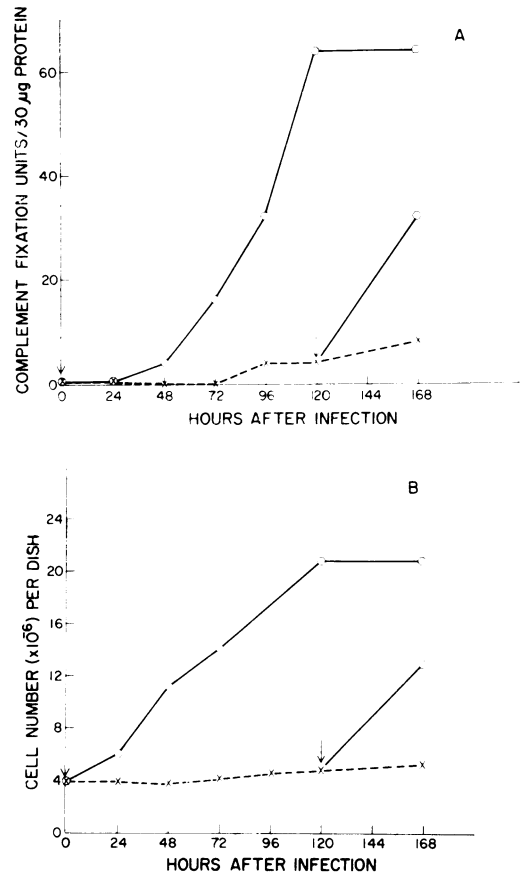 A
COMPLEMENT FIXATION UNITS/30 µg PROTEIN
60
40
20
0
0 24 48 72 96 120 144 168
HOURS AFTER INFECTION
B
CELL NUMBER (x10⁶) PER DISH
24
20
16
12
8
4
0
0 24 48 72 96 120 144 168
HOURS AFTER INFECTION